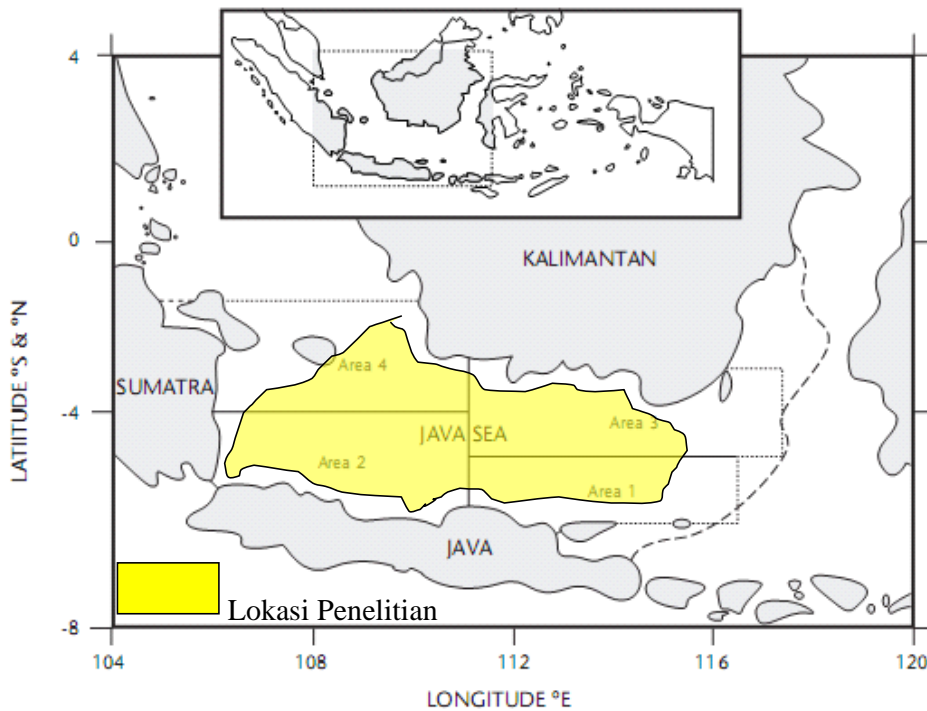 4
0
-4
-8
LATIITUDE °S & °N
KALIMANTAN
SUMATRA
Area 4
JAVA SEA
Area 3
Area 2
Area 1
JAVA
Lokasi Penelitian
104
108
112
116
120
LONGITUDE °E